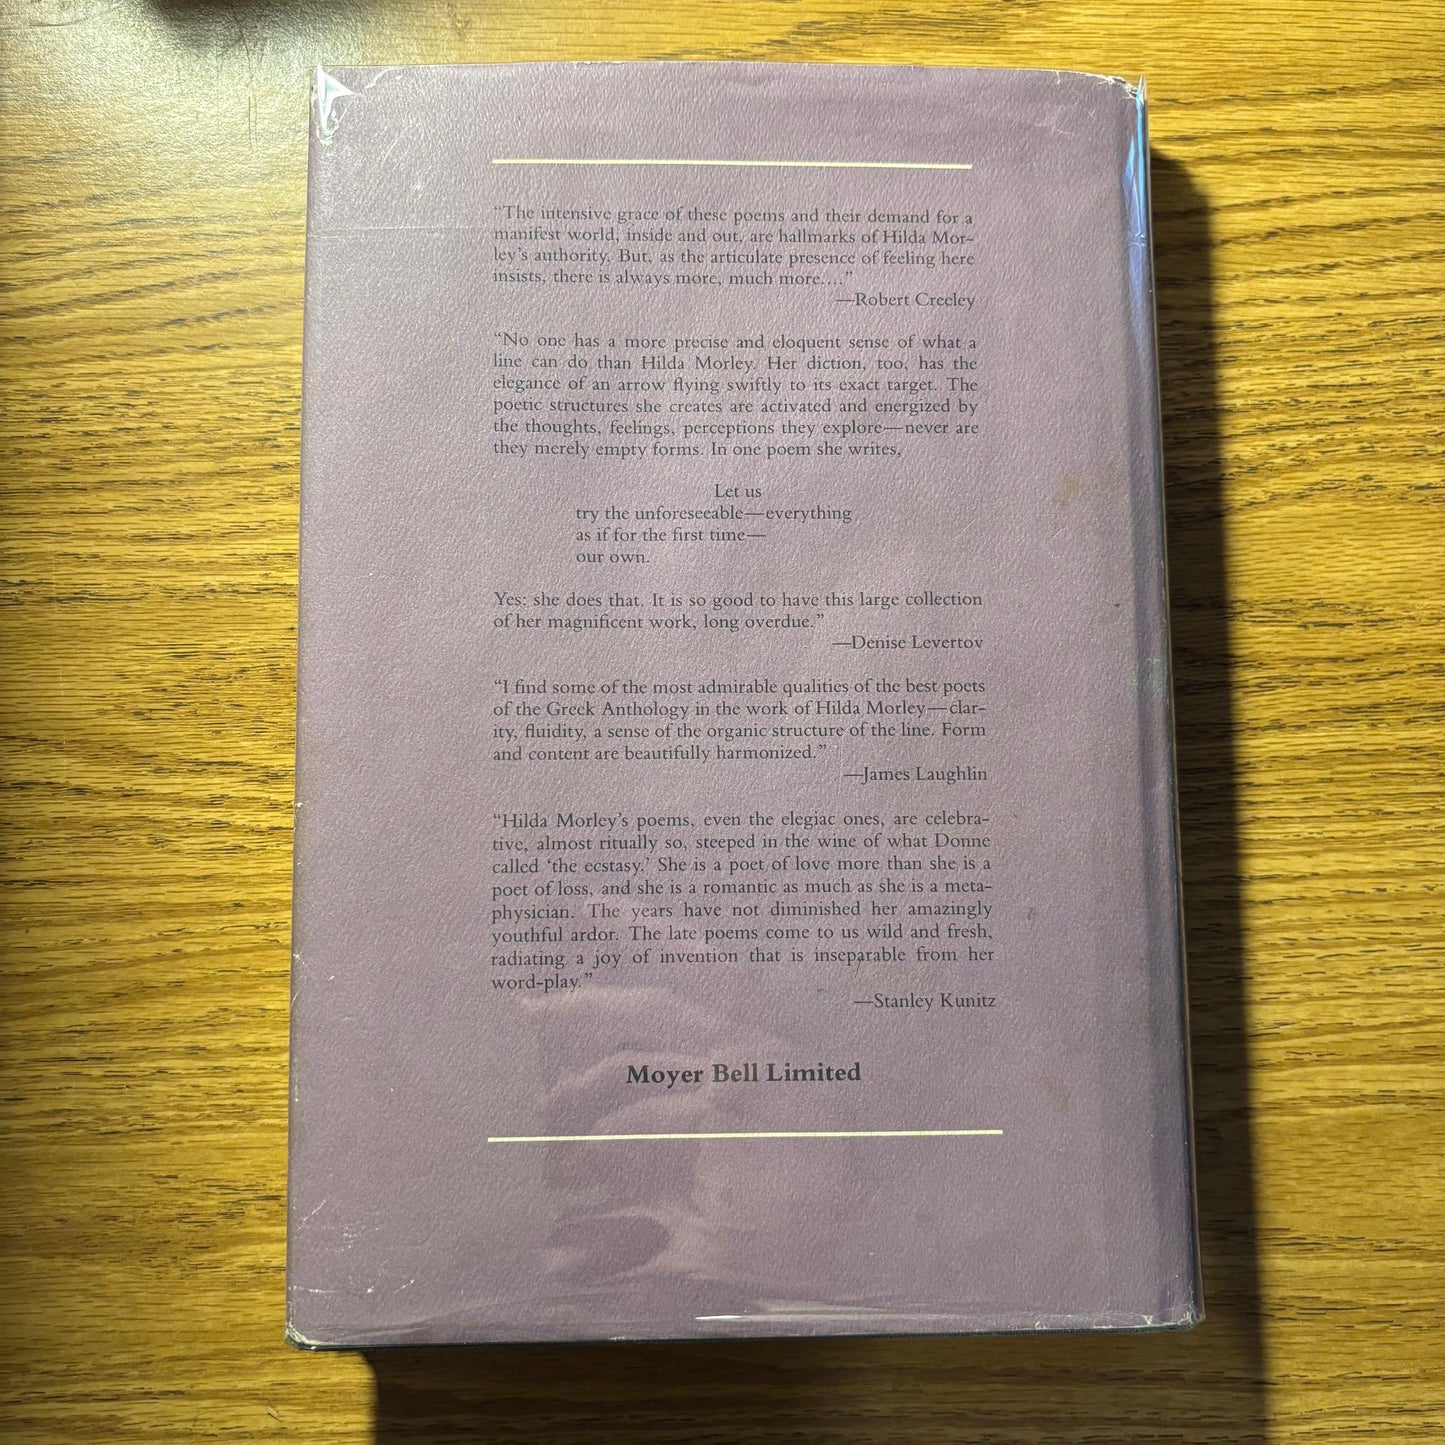 “The intensive grace of these poems and their demand for a
manifest world, inside and out, are hallmarks of Hilda Mor-
ley’s authority. But, as the articulate presence of feeling here
insists, there is always more, much more....”
—Robert Creeley
“No one has a more precise and eloquent sense of what a
line can do than Hilda Morley. Her diction, too, has the
elegance of an arrow flying swiftly to its exact target. The
poetic structures she creates are activated and energized by
the thoughts, feelings, perceptions they explore—never are
they merely empty forms. In one poem she writes,
Let us
try the unforeseeable—everything
as if for the first time—
our own.
Yes: she does that. It is so good to have this large collection
of her magnificent work, long overdue.”
—Denise Levertov
“I find some of the most admirable qualities of the best poets
of the Greek Anthology in the work of Hilda Morley—clar-
ity, fluidity, a sense of the organic structure of the line. Form
and content are beautifully harmonized.”
—James Laughlin
“Hilda Morley’s poems, even the elegiac ones, are celebra-
tive, almost ritually so, steeped in the wine of what Donne
called ‘the ecstasy.’ She is a poet of love more than she is a
poet of loss, and she is a romantic as much as she is a meta-
physician. The years have not diminished her amazingly
youthful ardor. The late poems come to us wild and fresh,
radiating a joy of invention that is inseparable from her
word-play.”
—Stanley Kunitz
Moyer Bell Limited